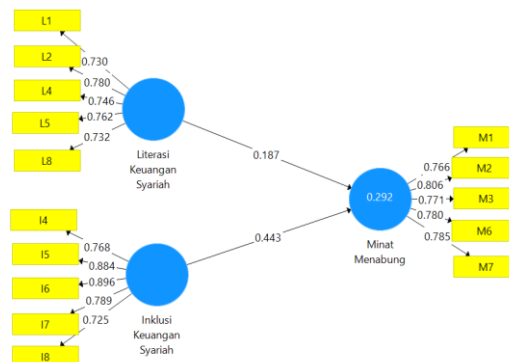 L1
L2
L4
L5
L8
0.730
0.780
0.746
0.762
0.732
Literasi
Keuangan
Syariah
0.187
I4
I5
I6
I7
I8
0.768
0.884
0.896
0.789
0.725
Inklusi
Keuangan
Syariah
0.443
0.292
Minat
Menabung
0.766
0.806
0.771
0.780
0.785
M1
M2
M3
M6
M7